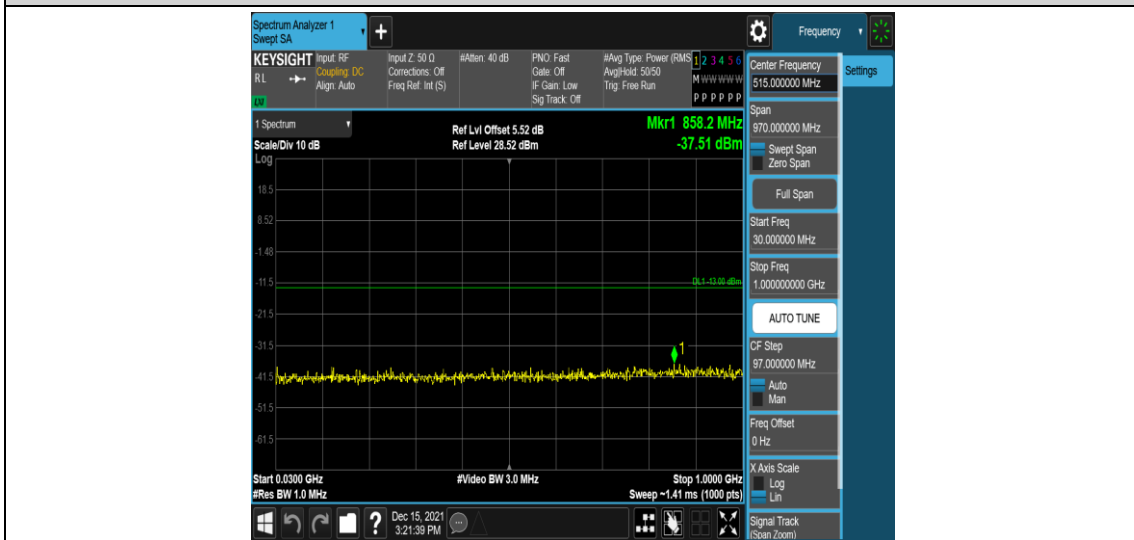 Spectrum Analyzer 1
Swept SA
+
Frequency
KEYSIGHT
RL
LXI
Input: RF
Coupling: DC
Align: Auto
Input Z: 50 Ω
Corrections: Off
Freq Ref: Int (S)
#Atten: 40 dB
PNO: Fast
Gate: Off
IF Gain: Low
Sig Track: Off
#Avg Type: Power (RMS
Avg|Hold: 50/50
Trig: Free Run
1 2 3 4 5 6
M W W W W W
P P P P P P
Center Frequency
515.000000 MHz
Settings
Span
970.000000 MHz
Swept Span
Zero Span
Full Span
Start Freq
30.000000 MHz
Stop Freq
1.000000000 GHz
AUTO TUNE
CF Step
97.000000 MHz
Auto
Man
Freq Offset
0 Hz
X Axis Scale
Log
Lin
Signal Track
(Span Zoom)
1 Spectrum
Scale/Div 10 dB
Log
Ref Lvl Offset 5.52 dB
Ref Level 28.52 dBm
Mkr1 858.2 MHz
-37.51 dBm
18.5
8.52
-1.48
-11.5
DL1 -13.00 dBm
-21.5
-31.5
1
-41.5
-51.5
-61.5
Start 0.0300 GHz
#Video BW 3.0 MHz
Stop 1.0000 GHz
#Res BW 1.0 MHz
Sweep ~1.41 ms (1000 pts)
?
Dec 15, 2021
3:21:39 PM